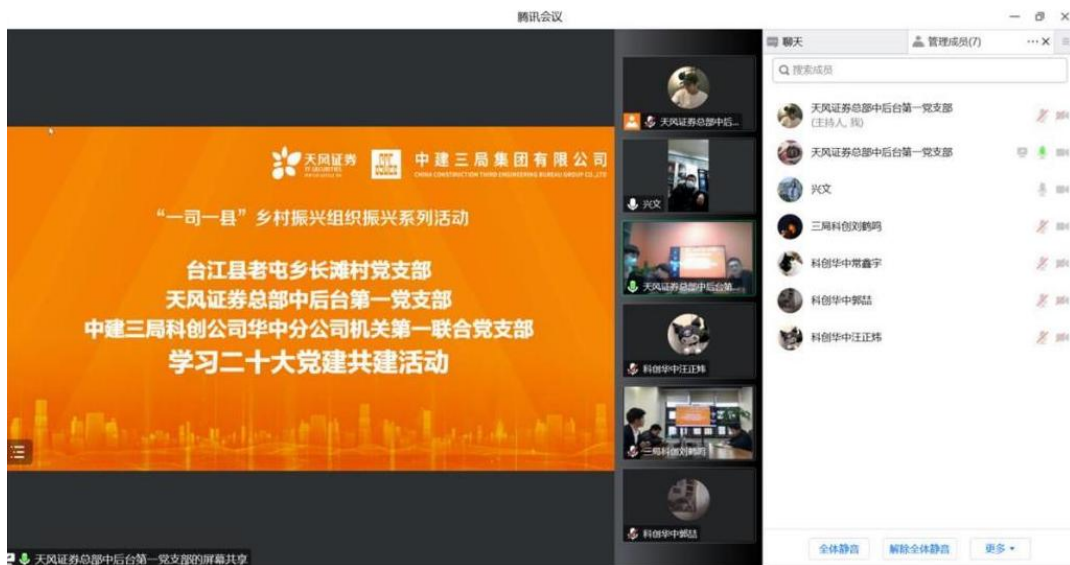 腾讯会议
天风证券
TF SECURITIES
中建三局集团有限公司
CHINA CONSTRUCTION THIRD ENGINEERING BUREAU GROUP CO.,LTD
“一司一县”乡村振兴组织振兴系列活动
台江县老屯乡长滩村党支部
天风证券总部中后台第一党支部
中建三局科创公司华中分公司机关第一联合党支部
学习二十大党建共建活动
天风证券总部中后台第一党支部的屏幕共享
天风证券总部中后...
兴文
天风证券总部中后台第...
科创华中汪正炜
三局科创刘鹤鸣
科创华中郭喆
聊天
管理成员(7)
搜索成员
天风证券总部中后台第一党支部
(主持人, 我)
天风证券总部中后台第一党支部
兴文
三局科创刘鹤鸣
科创华中常鑫宇
科创华中郭喆
科创华中汪正炜
全体静音
解除全体静音
更多